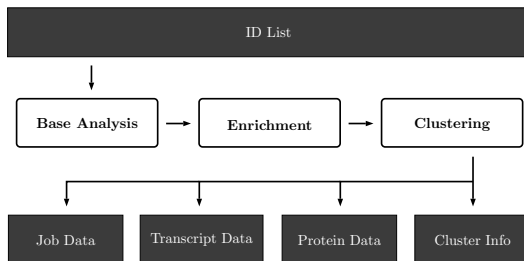 ID List
Base Analysis
Enrichment
Clustering
Job Data
Transcript Data
Protein Data
Cluster Info